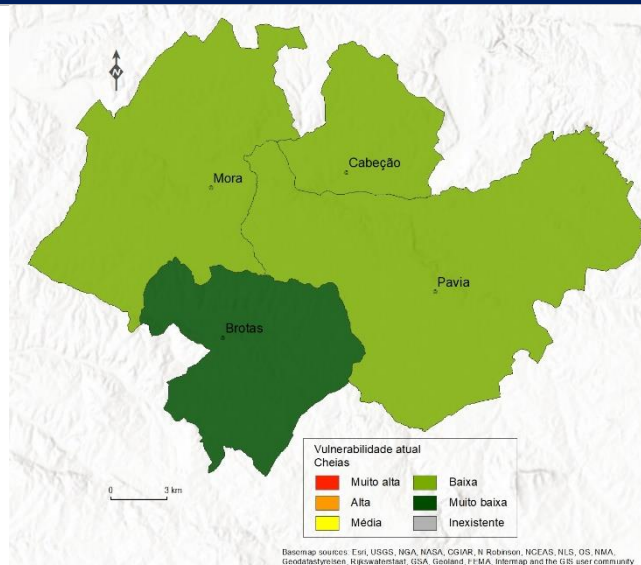 N
Cabeção
Mora
Pavia
Brotas
Vulnerabilidade atual
Cheias
Muito alta
Baixa
Alta
Muito baixa
Média
Inexistente
0 3 km
Basemap sources: Esri, USGS, NGA, NASA, CGIAR, N Robinson, NCEAS, NLS, OS, NMA,
Geodatastyrelsen, Rijkswaterstaat, GSA, Geoland, FEMA, Intermap and the GIS user community